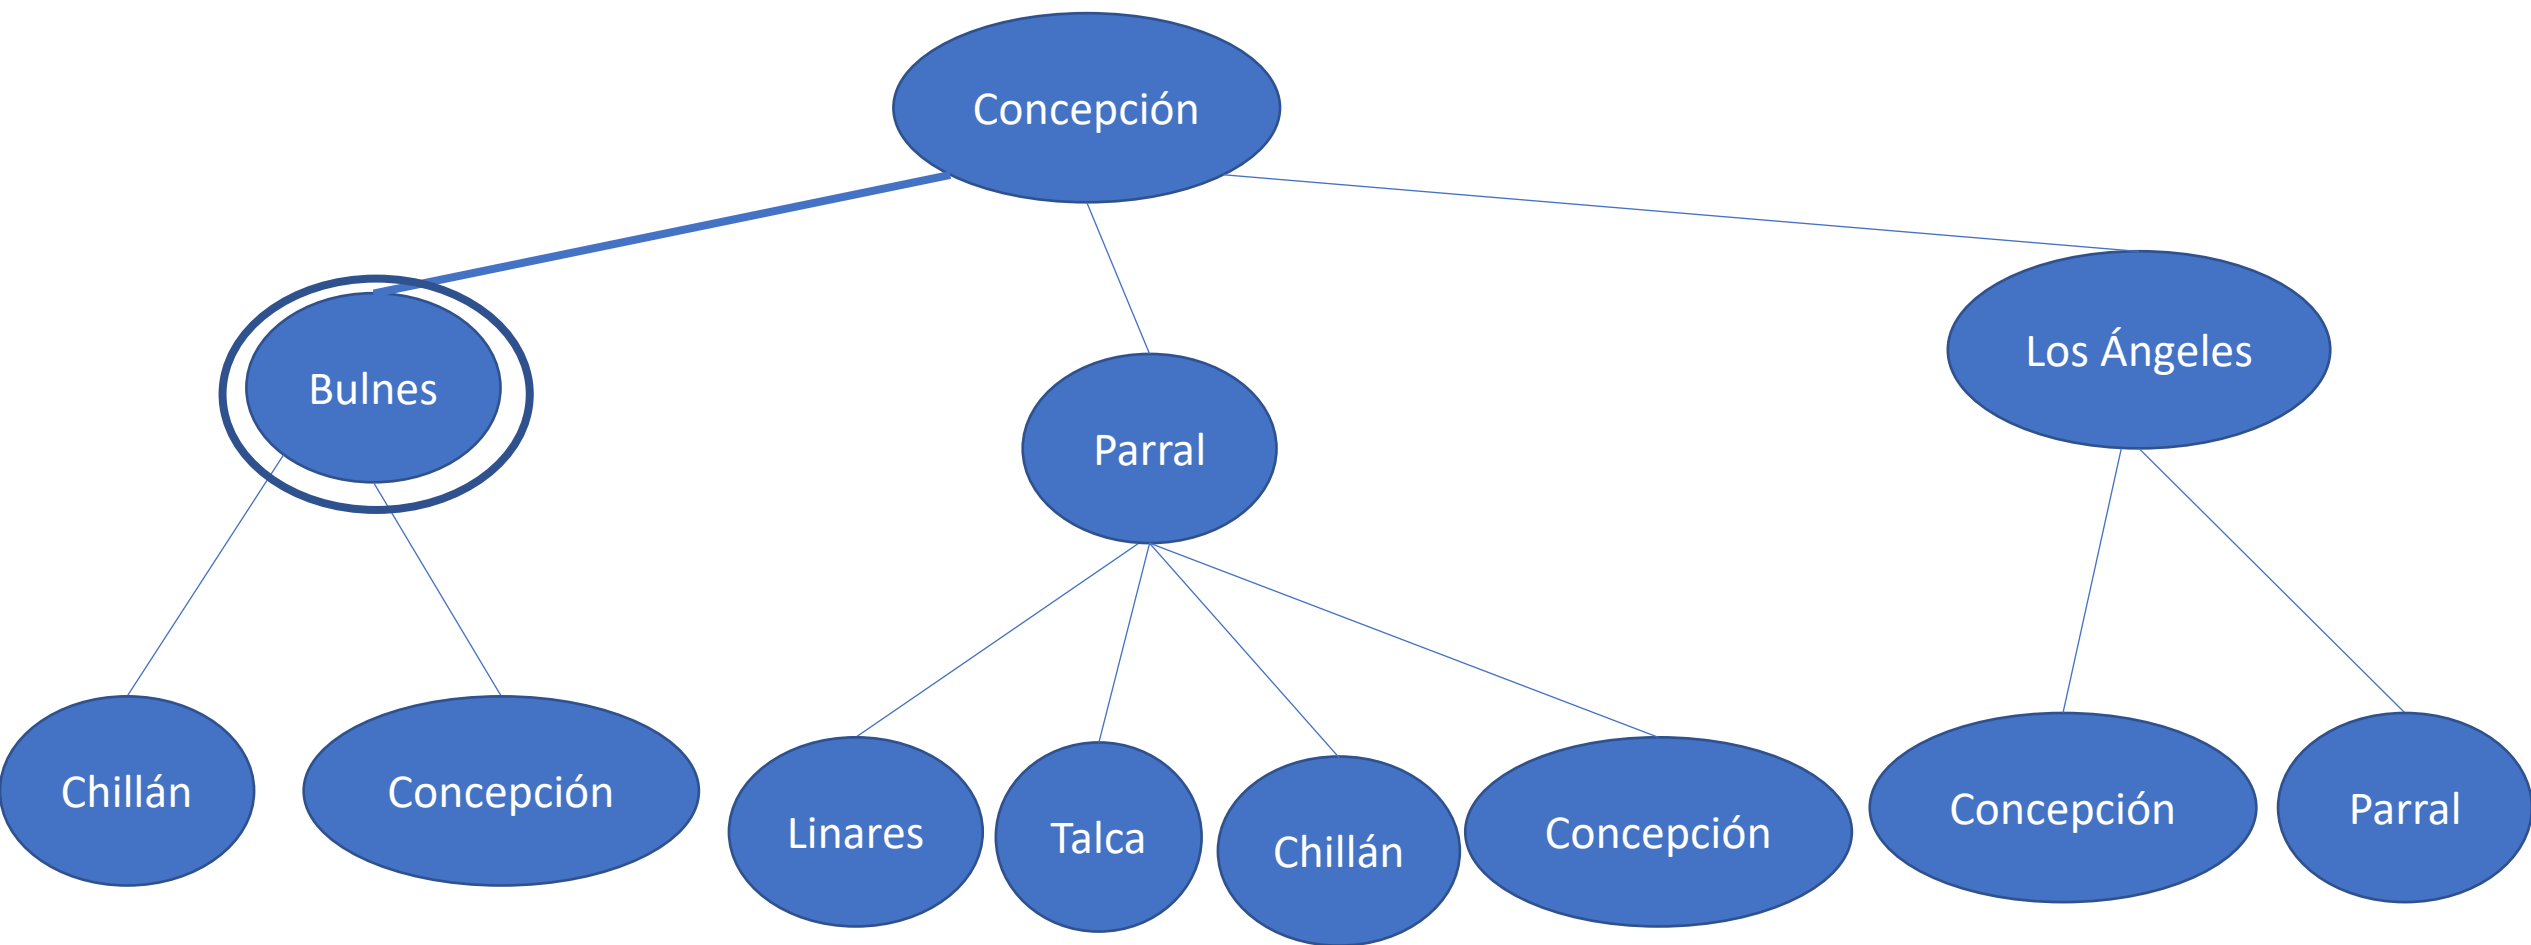 Concepción
Bulnes
Parral
Los Ángeles
Chillán
Concepción
Linares
Talca
Chillán
Concepción
Concepción
Parral